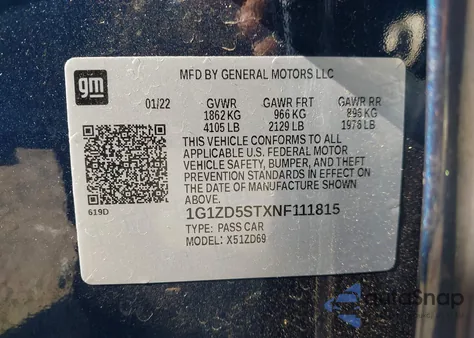 gm
MFD BY GENERAL MOTORS LLC
01/22 GVWR GAWR FRT GAWR RR
1862 KG 966 KG 896 KG
4105 LB 2129 LB 1976 LB
THIS VEHICLE CONFORMS TO ALL
APPLICABLE U.S. FEDERAL MOTOR
VEHICLE SAFETY, BUMPER, AND THEFT
PREVENTION STANDARDS IN EFFECT ON
THE DATE OF MANUFACTURE SHOWN
ABOVE.
619D
1G1ZD5STXNF111815
TYPE: PASS CAR
MODEL: X51ZD69
autoSnap